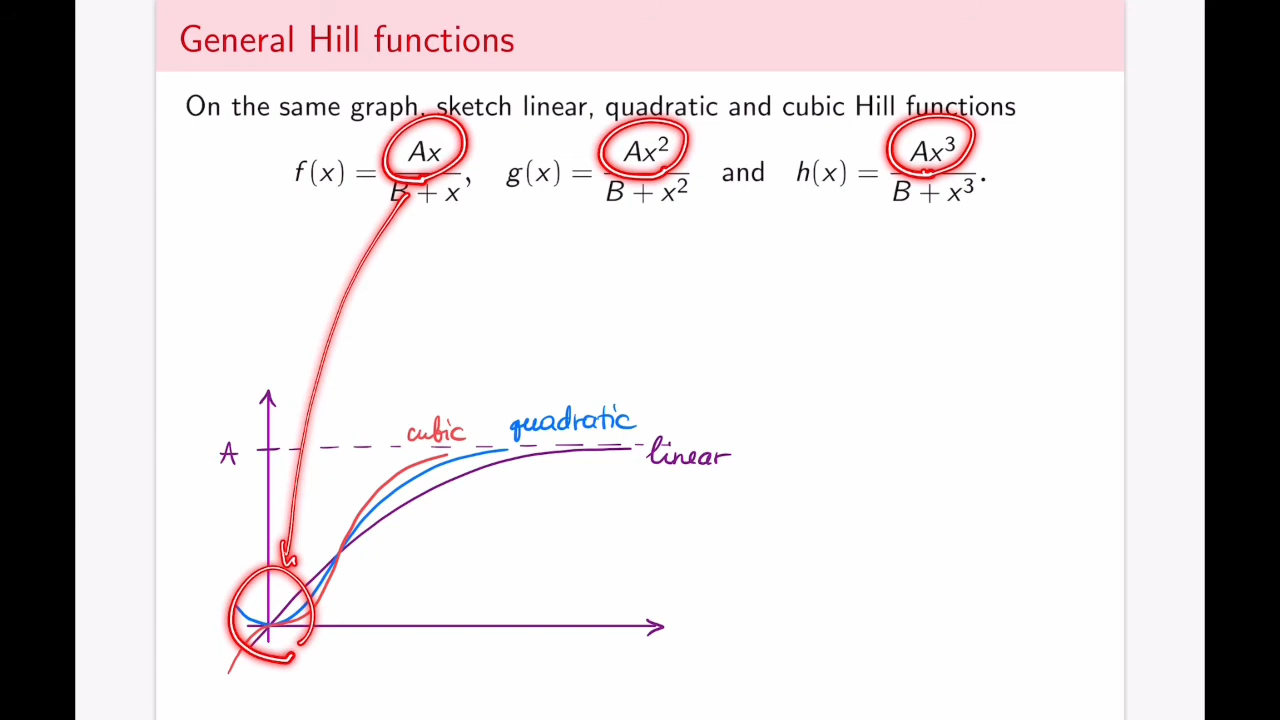 General Hill functions
On the same graph, sketch linear, quadratic and cubic Hill functions
f(x) = Ax / (B + x), g(x) = Ax² / (B + x²) and h(x) = Ax³ / (B + x³).
cubic quadratic
A linear